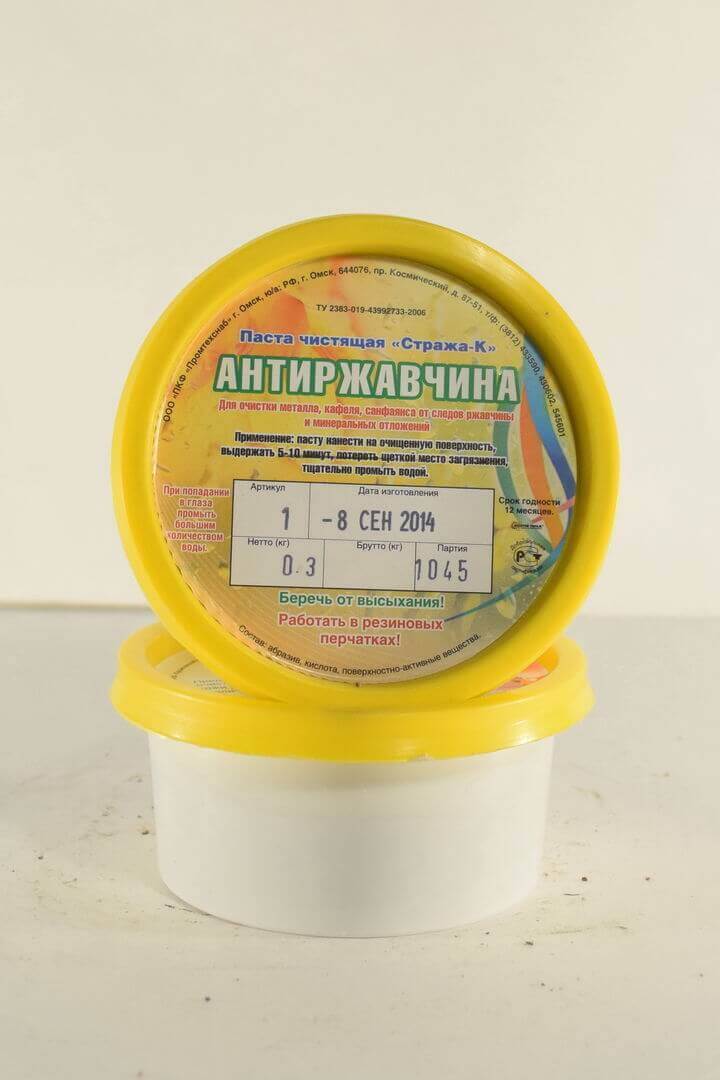 ООО «ПКФ «Промтехснаб» г. Омск, ю/а: РФ, г. Омск, 644076, пр. Космический, д. 87-51, т/ф: (3812) 433590, 430602, 545601
ТУ 2383-019-43992733-2006
Паста чистящая «Стража-К»
АНТИРЖАВЧИНА
Для очистки металла, кафеля, санфаянса от следов ржавчины
и минеральных отложений
Применение: пасту нанести на очищенную поверхность,
выдержать 5-10 минут, потереть щеткой место загрязнения,
тщательно промыть водой.
При попадании
в глаза
промыть
большим
количеством
воды.
Артикул
Дата изготовления
1
-8 СЕН 2014
Нетто (кг)
Брутто (кг)
Партия
0.3
1045
Срок годности
12 месяцев.
РСТ
Беречь от высыхания!
Работать в резиновых
перчатках!
Состав: абразив, кислота, поверхностно-активные вещества.